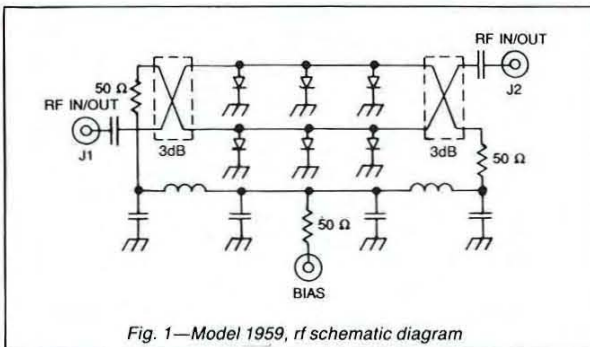 RF IN/OUT
J2
50 Ω
RF IN/OUT
J1
3dB
3dB
50 Ω
50 Ω
BIAS
Fig. 1—Model 1959, rf schematic diagram